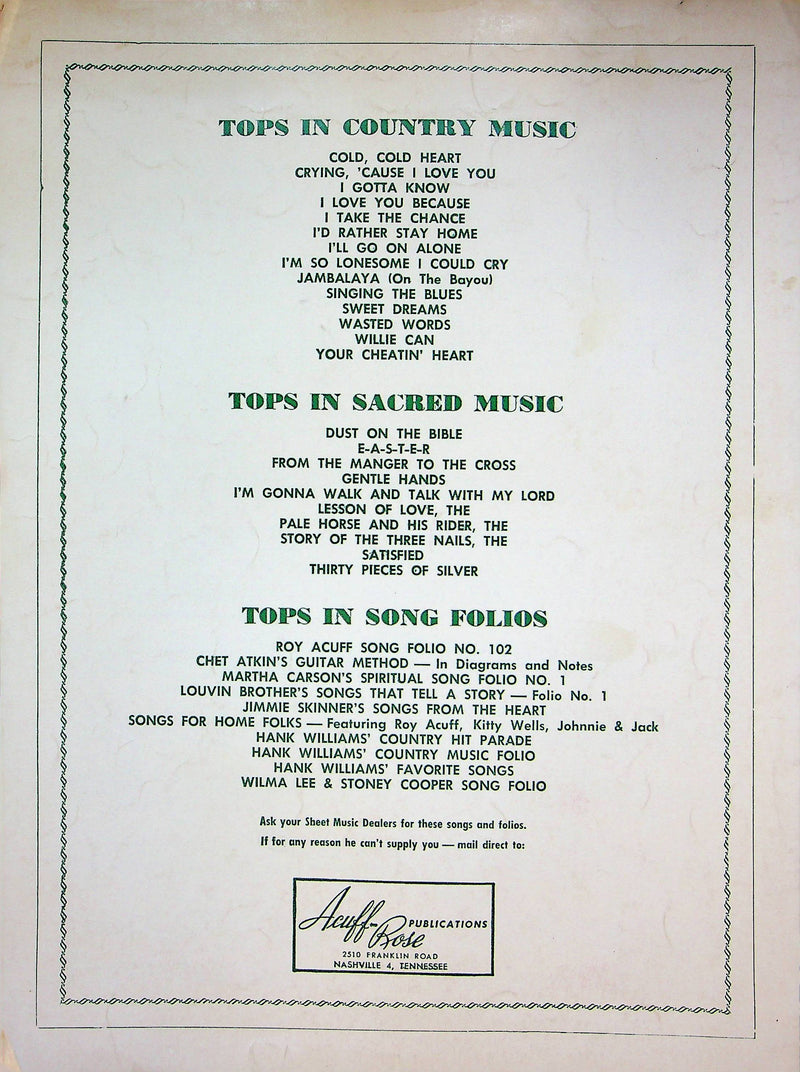 TOPS IN COUNTRY MUSIC
COLD, COLD HEART
CRYING, 'CAUSE I LOVE YOU
I GOTTA KNOW
I LOVE YOU BECAUSE
I TAKE THE CHANCE
I'D RATHER STAY HOME
I'LL GO ON ALONE
I'M SO LONESOME I COULD CRY
JAMBALAYA (On The Bayou)
SINGING THE BLUES
SWEET DREAMS
WASTED WORDS
WILLIE CAN
YOUR CHEATIN' HEART
TOPS IN SACRED MUSIC
DUST ON THE BIBLE
E-A-S-T-E-R
FROM THE MANGER TO THE CROSS
GENTLE HANDS
I'M GONNA WALK AND TALK WITH MY LORD
LESSON OF LOVE, THE
PALE HORSE AND HIS RIDER, THE
STORY OF THE THREE NAILS, THE
SATISFIED
THIRTY PIECES OF SILVER
TOPS IN SONG FOLIOS
ROY ACUFF SONG FOLIO NO. 102
CHET ATKIN'S GUITAR METHOD — In Diagrams and Notes
MARTHA CARSON'S SPIRITUAL SONG FOLIO NO. 1
LOUVIN BROTHER'S SONGS THAT TELL A STORY — Folio No. 1
JIMMIE SKINNER'S SONGS FROM THE HEART
SONGS FOR HOME FOLKS — Featuring Roy Acuff, Kitty Wells, Johnnie & Jack
HANK WILLIAMS' COUNTRY HIT PARADE
HANK WILLIAMS' COUNTRY MUSIC FOLIO
HANK WILLIAMS' FAVORITE SONGS
WILMA LEE & STONEY COOPER SONG FOLIO
Ask your Sheet Music Dealers for these songs and folios.
If for any reason he can't supply you — mail direct to:
Acuff-Rose PUBLICATIONS
2510 FRANKLIN ROAD
NASHVILLE 4, TENNESSEE